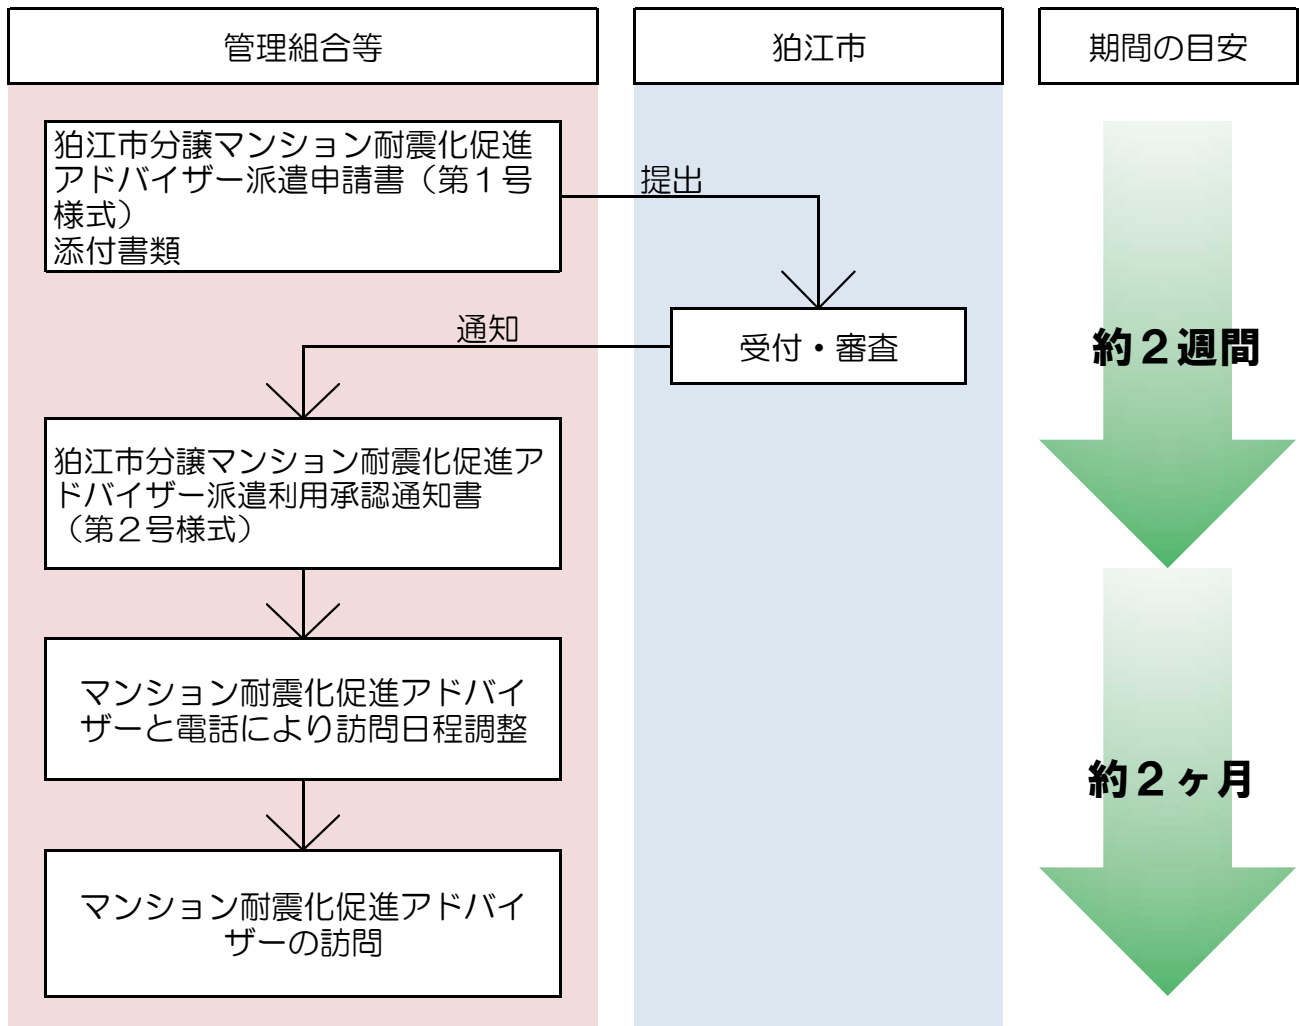 管理組合等
狛江市
期間の目安
狛江市分譲マンション耐震化促進
アドバイザー派遣申請書（第１号
様式）
添付書類
提出
受付・審査
通知
約２週間
狛江市分譲マンション耐震化促進ア
ドバイザー派遣利用承認通知書
（第２号様式）
マンション耐震化促進アドバイ
ザーと電話により訪問日程調整
約２ヶ月
マンション耐震化促進アドバイ
ザーの訪問